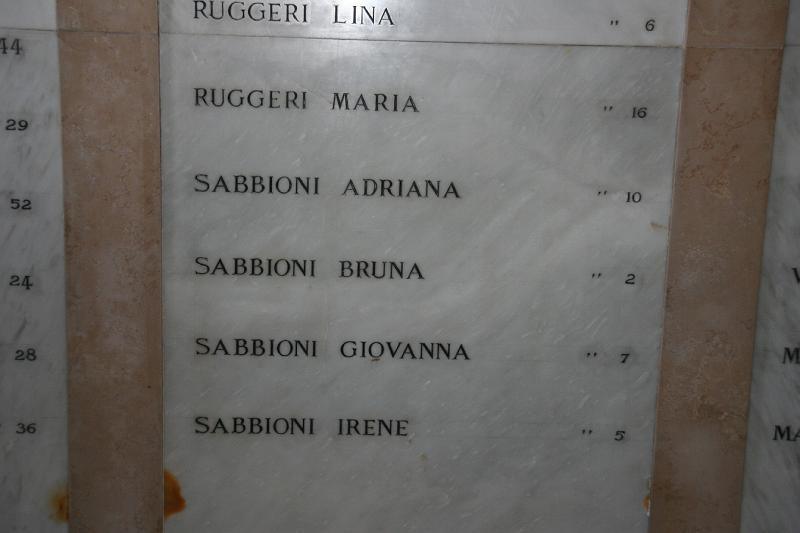 RUGGERI LINA " 6
RUGGERI MARIA " 16
SABBIONI ADRIANA " 10
SABBIONI BRUNA " 2
SABBIONI GIOVANNA " 7
SABBIONI IRENE " 5
44
29
52
24
28
36